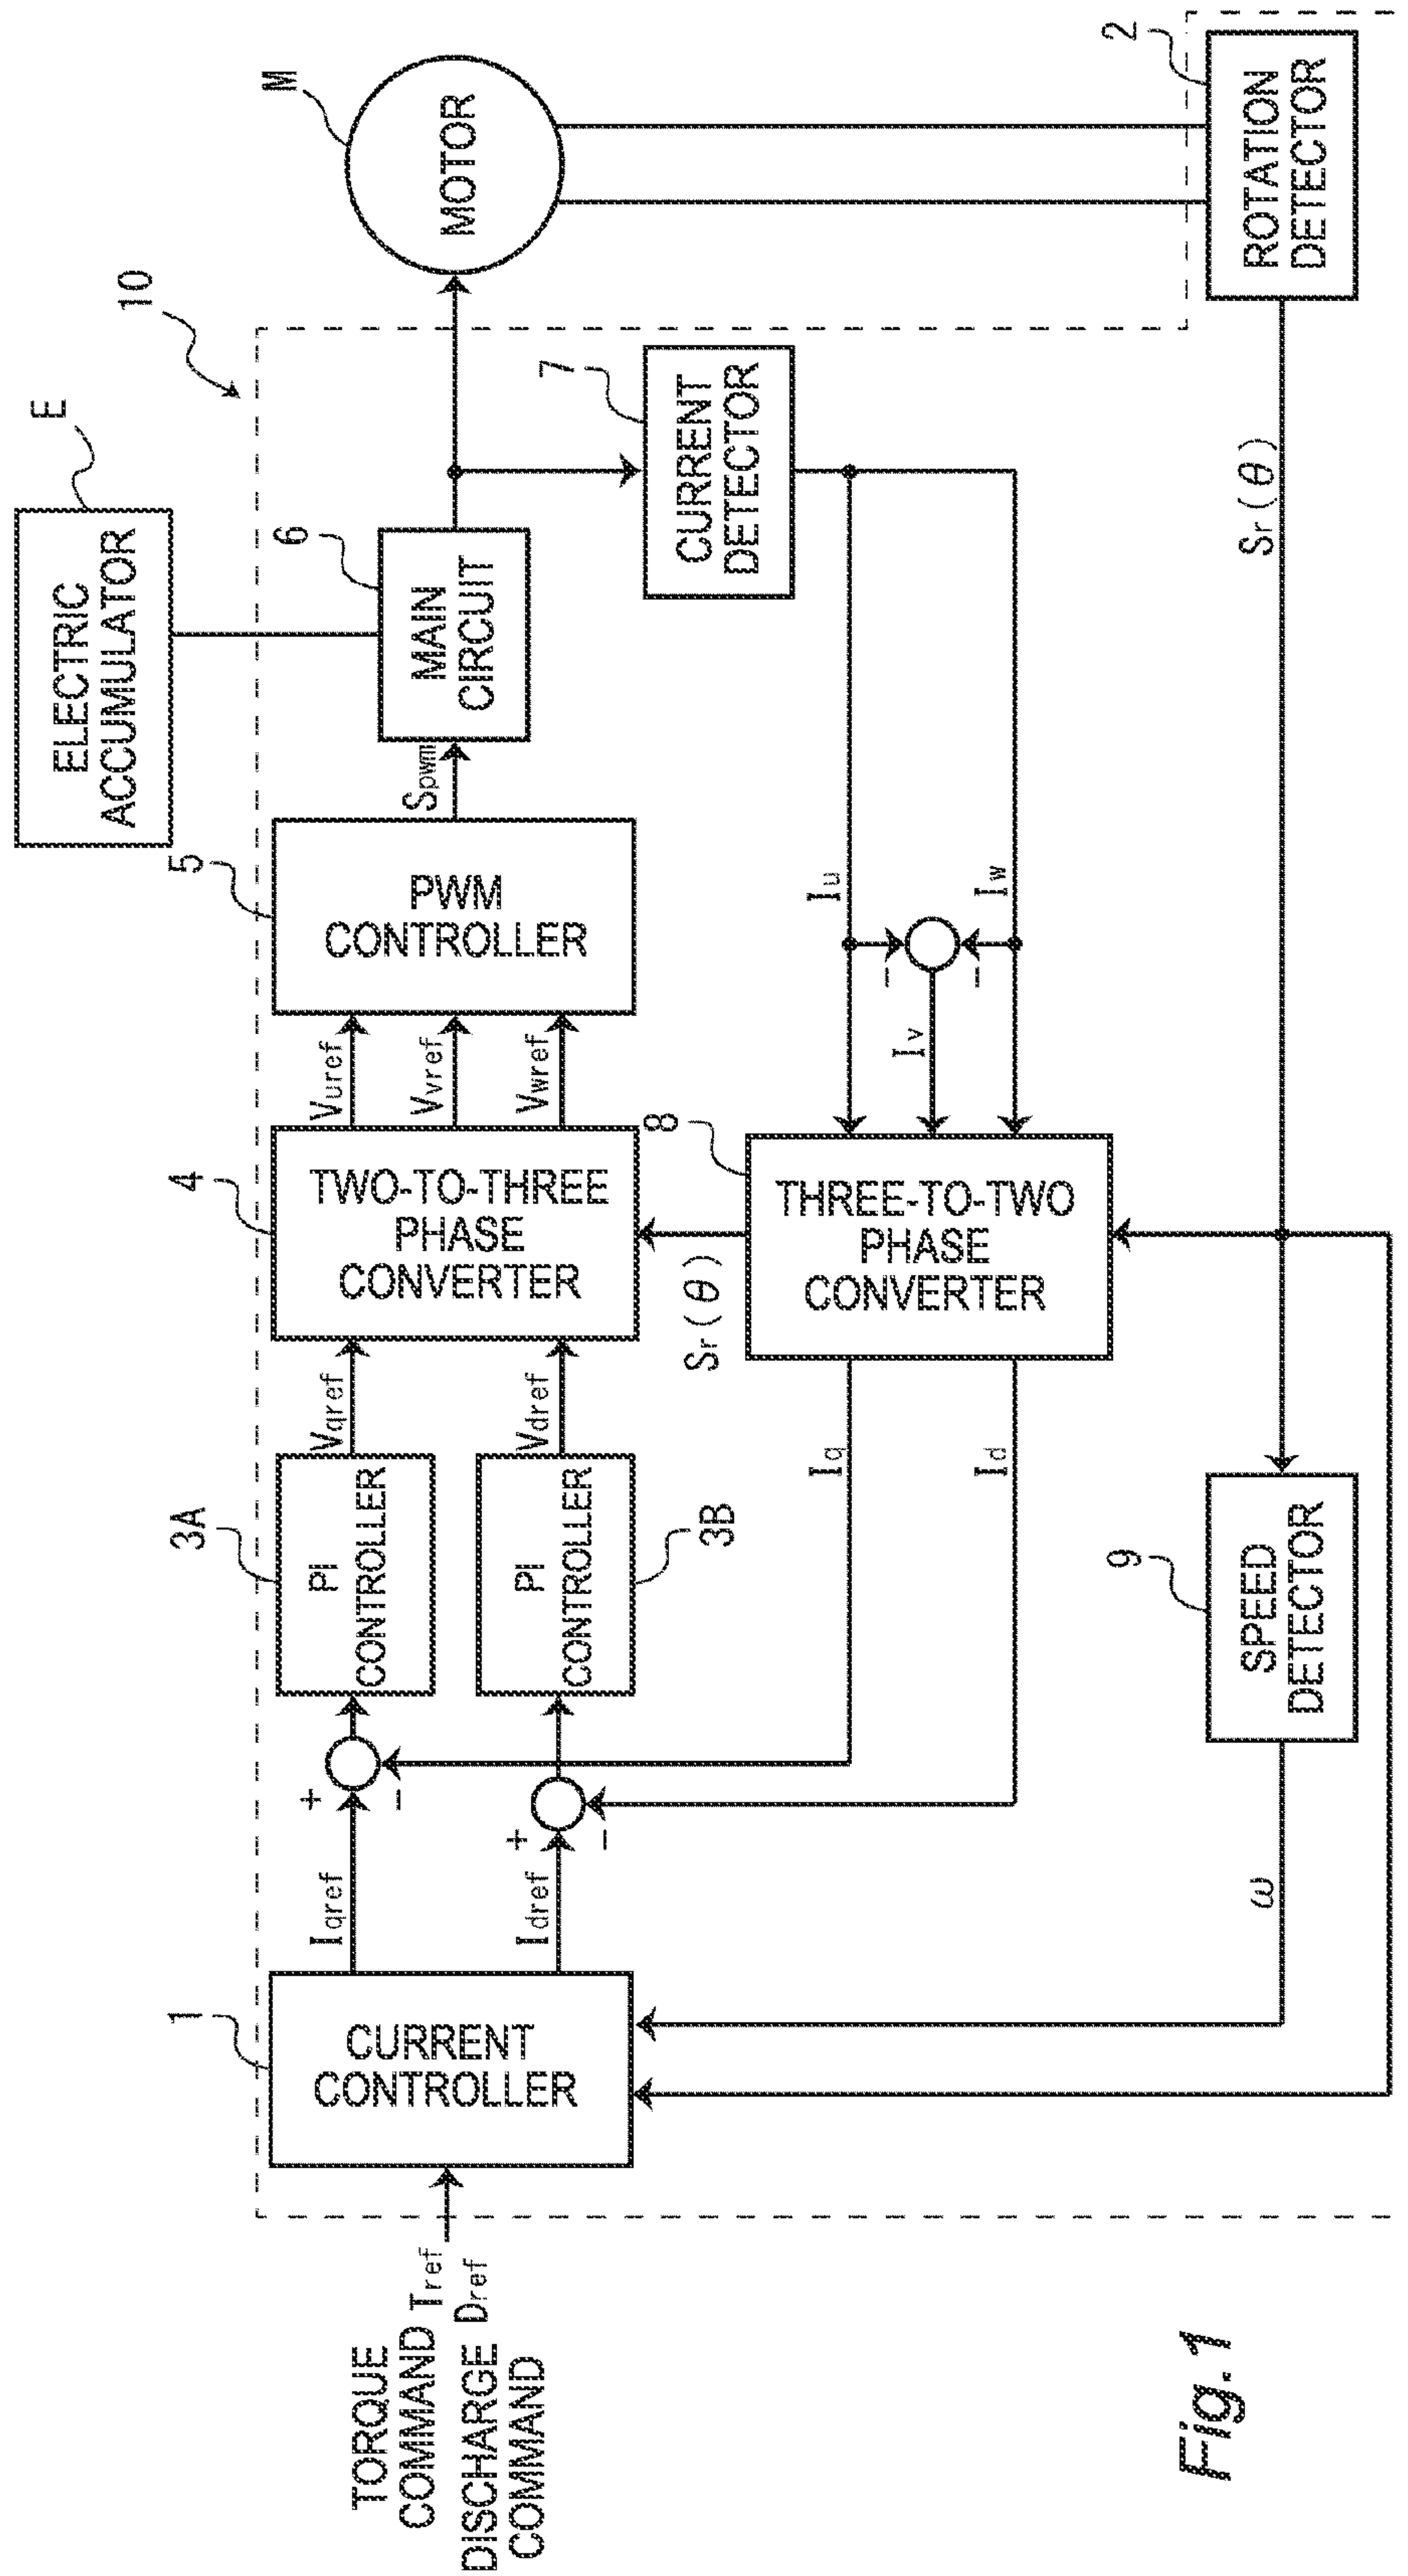 E
ELECTRIC
ACCUMULATOR
10
M
MOTOR
1
CURRENT
CONTROLLER
TORQUE
COMMAND Tref
DISCHARGE Dref
COMMAND
Iqref
Idref
+
-
+
-
3A
PI
CONTROLLER
3B
PI
CONTROLLER
Vqref
Vdref
4
TWO-TO-THREE
PHASE
CONVERTER
Vuref
Vvref
Vwref
5
PWM
CONTROLLER
Spwm
6
MAIN
CIRCUIT
7
CURRENT
DETECTOR
Sr(θ)
8
THREE-TO-TWO
PHASE
CONVERTER
Iq
Id
Iu
Iv
Iw
-
-
9
SPEED
DETECTOR
ω
Sr(θ)
2
ROTATION
DETECTOR
Fig.1